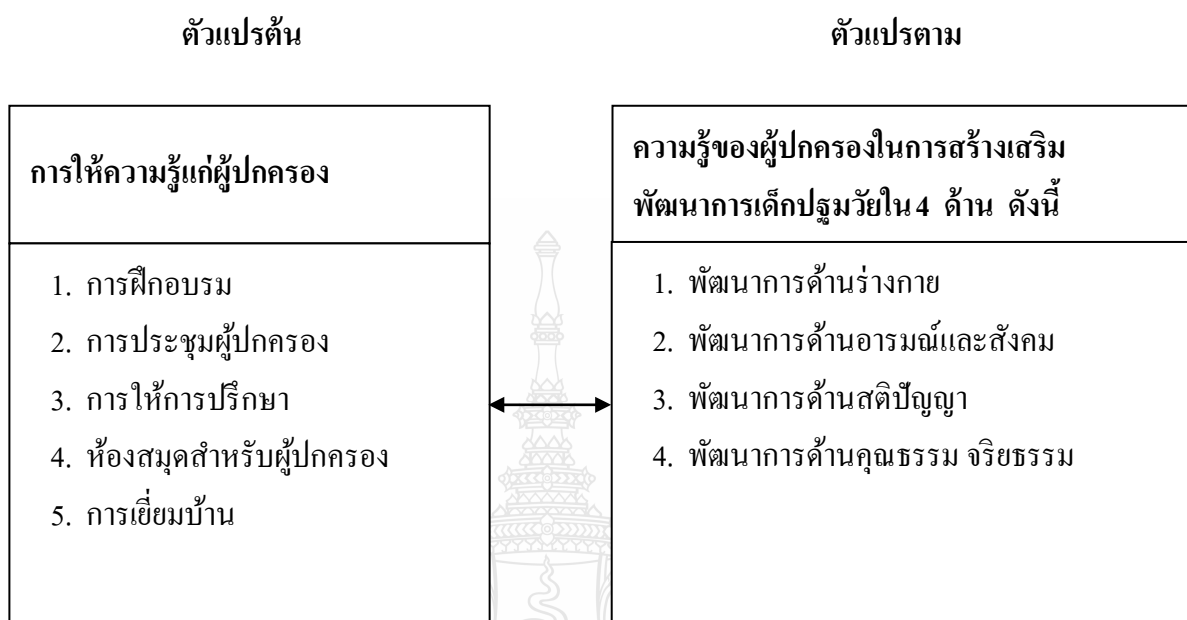 ตัวแปรต้น
ตัวแปรตาม
การให้ความรู้แก่ผู้ปกครอง
1. การฝึกอบรม
2. การประชุมผู้ปกครอง
3. การให้การปรึกษา
4. ห้องสมุดสำหรับผู้ปกครอง
5. การเยี่ยมบ้าน
ความรู้ของผู้ปกครองในการสร้างเสริม
พัฒนาการเด็กปฐมวัยใน 4 ด้าน ดังนี้
1. พัฒนาการด้านร่างกาย
2. พัฒนาการด้านอารมณ์และสังคม
3. พัฒนาการด้านสติปัญญา
4. พัฒนาการด้านคุณธรรม จริยธรรม